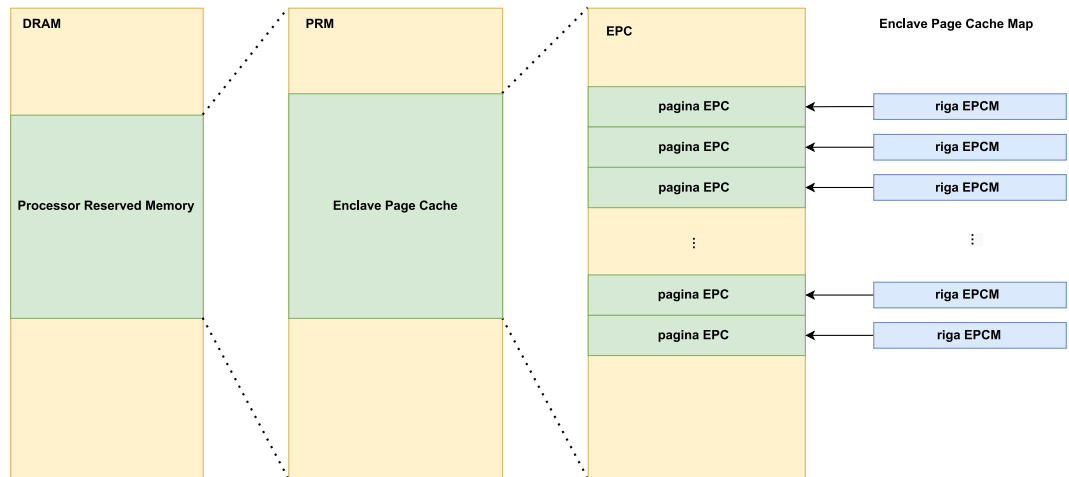 DRAM
PRM
EPC
Enclave Page Cache Map
Processor Reserved Memory
Enclave Page Cache
pagina EPC
riga EPCM
pagina EPC
riga EPCM
pagina EPC
riga EPCM
...
...
pagina EPC
riga EPCM
pagina EPC
riga EPCM